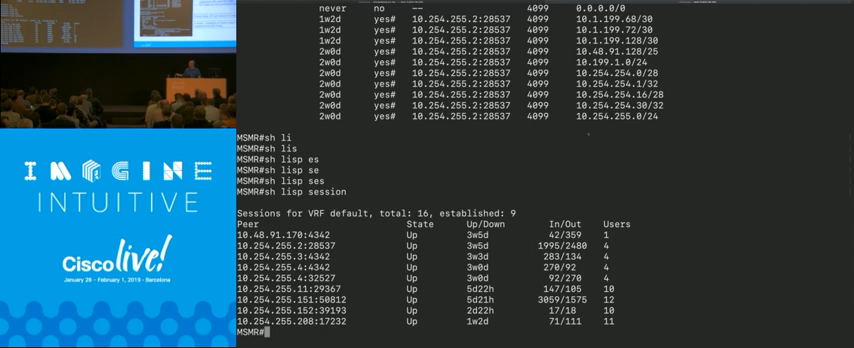 IMAGINE
INTUITIVE
Cisco live!
January 28 - February 1, 2019 · Barcelona
never no -- 4099 0.0.0.0/0
1w2d yes# 10.254.255.2:28537 4099 10.1.199.68/30
1w2d yes# 10.254.255.2:28537 4099 10.1.199.72/30
1w2d yes# 10.254.255.2:28537 4099 10.1.199.128/30
2w0d yes# 10.254.255.2:28537 4099 10.48.91.128/25
2w0d yes# 10.254.255.2:28537 4099 10.199.1.0/24
2w0d yes# 10.254.255.2:28537 4099 10.254.254.0/28
2w0d yes# 10.254.255.2:28537 4099 10.254.254.1/32
2w0d yes# 10.254.255.2:28537 4099 10.254.254.16/28
2w0d yes# 10.254.255.2:28537 4099 10.254.254.30/32
2w0d yes# 10.254.255.2:28537 4099 10.254.255.0/24
MSMR#sh li
MSMR#sh lis
MSMR#sh lisp es
MSMR#sh lisp se
MSMR#sh lisp ses
MSMR#sh lisp session
Sessions for VRF default, total: 16, established: 9
Peer State Up/Down In/Out Users
10.48.91.170:4342 Up 3w5d 42/359 1
10.254.255.2:28537 Up 3w5d 1995/2480 4
10.254.255.3:4342 Up 3w3d 283/134 4
10.254.255.4:4342 Up 3w0d 270/92 4
10.254.255.4:32527 Up 3w0d 92/270 4
10.254.255.11:29367 Up 5d22h 147/105 10
10.254.255.151:50812 Up 5d21h 3059/1575 12
10.254.255.152:39193 Up 2d22h 17/18 10
10.254.255.208:17232 Up 1w2d 71/111 11
MSMR#